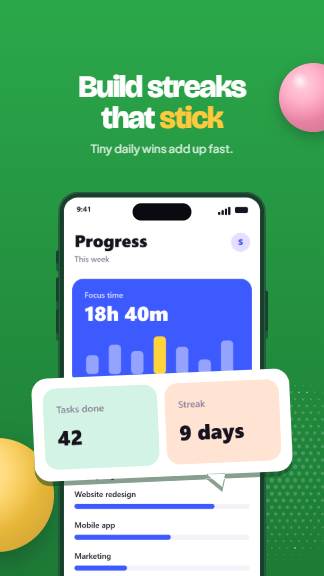 Build streaks
that stick
Tiny daily wins add up fast.
9:41
Progress
S
This week
Focus time
18h 40m
Tasks done
42
Streak
9 days
Website redesign
Mobile app
Marketing